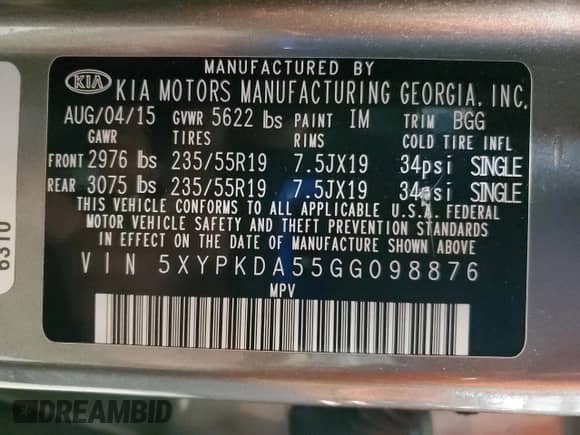 MANUFACTURED BY
KIA KIA MOTORS MANUFACTURING GEORGIA, INC.
AUG/04/15 GVWR 5622 lbs PAINT IM TRIM BGG
GAWR TIRES RIMS COLD TIRE INFL
FRONT 2976 lbs 235/55R19 7.5JX19 34psi SINGLE
REAR 3075 lbs 235/55R19 7.5JX19 34psi SINGLE
THIS VEHICLE CONFORMS TO ALL APPLICABLE U.S.A. FEDERAL
MOTOR VEHICLE SAFETY AND THEFT PREVENTION STANDARDS
IN EFFECT ON THE DATE OF MANUFACTURE SHOWN ABOVE.
VIN 5XYPKDA55GG098876
MPV
6310
DREAMBID